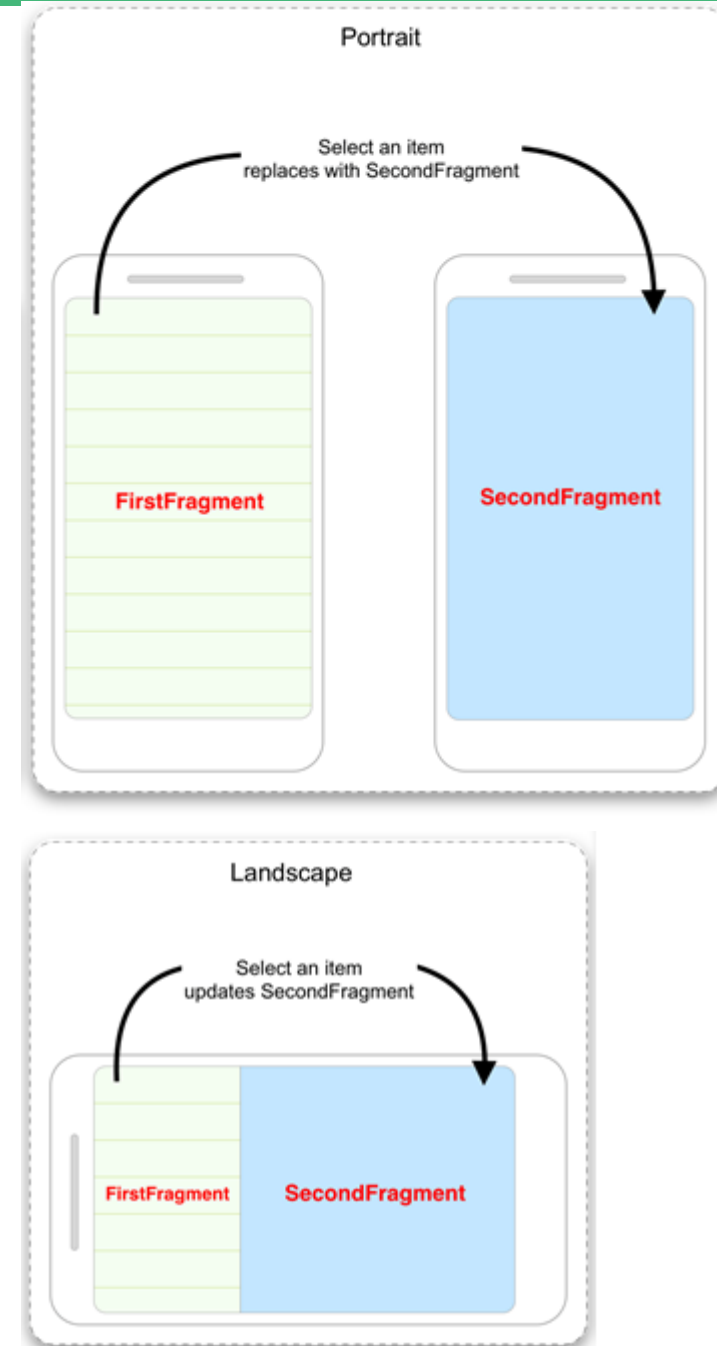 Portrait
Select an item
replaces with SecondFragment
FirstFragment
SecondFragment
Landscape
Select an item
updates SecondFragment
FirstFragment
SecondFragment